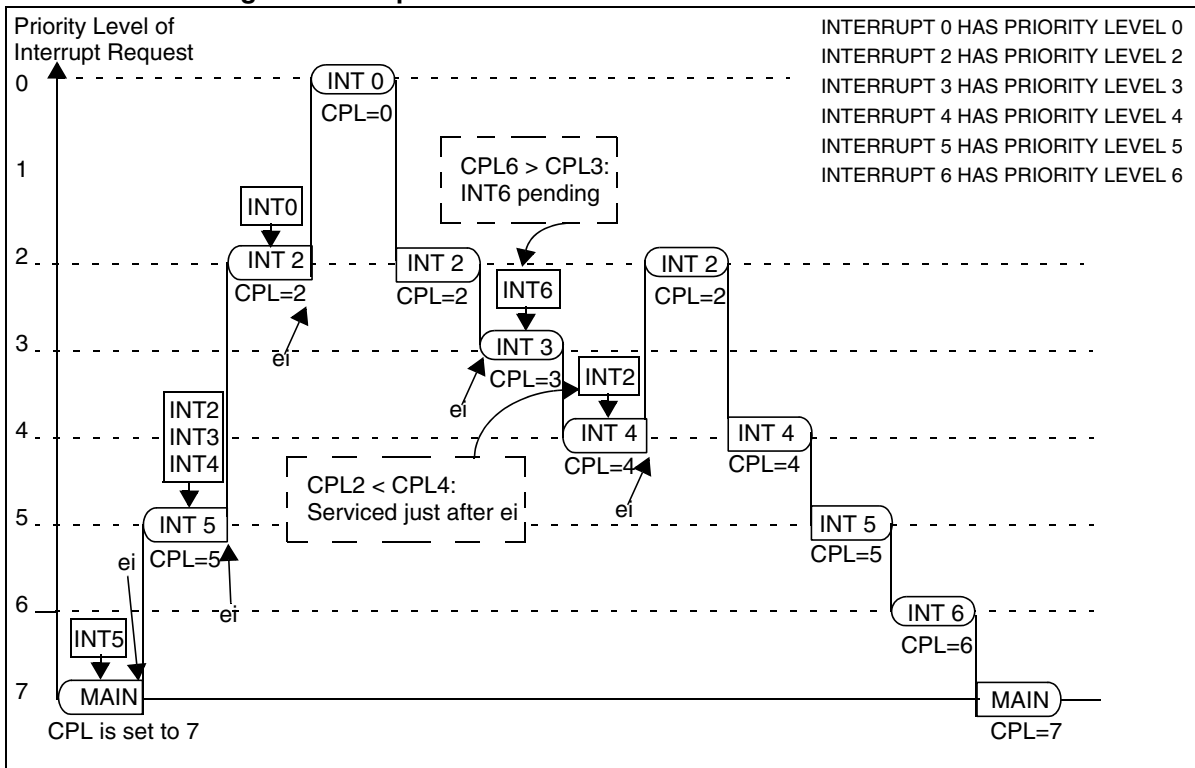 Priority Level of
Interrupt Request
INTERRUPT 0 HAS PRIORITY LEVEL 0
INTERRUPT 2 HAS PRIORITY LEVEL 2
INTERRUPT 3 HAS PRIORITY LEVEL 3
INTERRUPT 4 HAS PRIORITY LEVEL 4
INTERRUPT 5 HAS PRIORITY LEVEL 5
INTERRUPT 6 HAS PRIORITY LEVEL 6
0
INT 0
CPL=0
1
CPL6 > CPL3:
INT6 pending
INT0
2
INT 2
CPL=2
INT 2
CPL=2
INT6
INT 2
CPL=2
ei
3
INT 3
CPL=3
ei
INT2
INT2
INT3
INT4
4
INT 4
CPL=4
ei
INT 4
CPL=4
CPL2 < CPL4:
Serviced just after ei
5
INT 5
CPL=5
ei
ei
INT 5
CPL=5
6
INT 6
CPL=6
INT5
7
MAIN
CPL is set to 7
MAIN
CPL=7